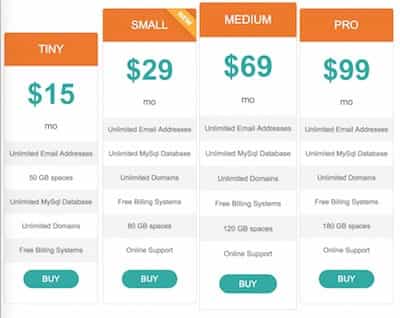 TINY
$15
mo
Unlimited Email Addresses
50 GB spaces
Unlimited MySql Database
Unlimited Domains
Free Billing Systems
BUY
SMALL
NEW
$29
mo
Unlimited Email Addresses
Unlimited MySql Database
Unlimited Domains
Free Billing Systems
80 GB spaces
Online Support
BUY
MEDIUM
$69
mo
Unlimited Email Addresses
Unlimited MySql Database
Unlimited Domains
Free Billing Systems
120 GB spaces
Online Support
BUY
PRO
$99
mo
Unlimited Email Addresses
Unlimited MySql Database
Unlimited Domains
Free Billing Systems
180 GB spaces
Online Support
BUY